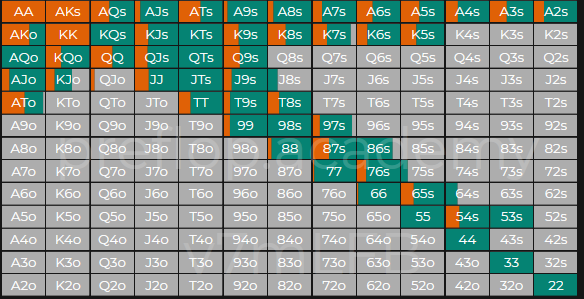 AA AKs AQs AJs ATs A9s A8s A7s A6s A5s A4s A3s A2s
AKo KK KQs KJs KTs K9s K8s K7s K6s K5s K4s K3s K2s
AQo KQo QQ QJs QTs Q9s Q8s Q7s Q6s Q5s Q4s Q3s Q2s
AJo KJo QJo JJ JTs J9s J8s J7s J6s J5s J4s J3s J2s
ATo KTo QTo JTo TT T9s T8s T7s T6s T5s T4s T3s T2s
A9o K9o Q9o J9o T9o 99 98s 97s 96s 95s 94s 93s 92s
A8o K8o Q8o J8o T8o 98o 88 87s 86s 85s 84s 83s 82s
A7o K7o Q7o J7o T7o 97o 87o 77 76s 75s 74s 73s 72s
A6o K6o Q6o J6o T6o 96o 86o 76o 66 65s 64s 63s 62s
A5o K5o Q5o J5o T5o 95o 85o 75o 65o 55 54s 53s 52s
A4o K4o Q4o J4o T4o 94o 84o 74o 64o 54o 44 43s 42s
A3o K3o Q3o J3o T3o 93o 83o 73o 63o 53o 43o 33 32s
A2o K2o Q2o J2o T2o 92o 82o 72o 62o 52o 42o 32o 22
preflop.academy